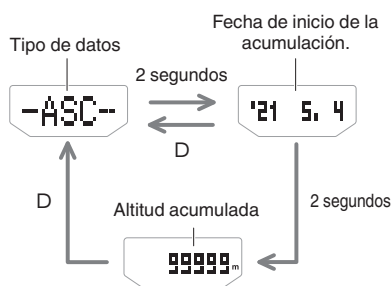 Fecha de inicio de la
acumulación.
Tipo de datos
2 segundos
-ASC--
'21 5. 4
D
D
2 segundos
Altitud acumulada
99999m